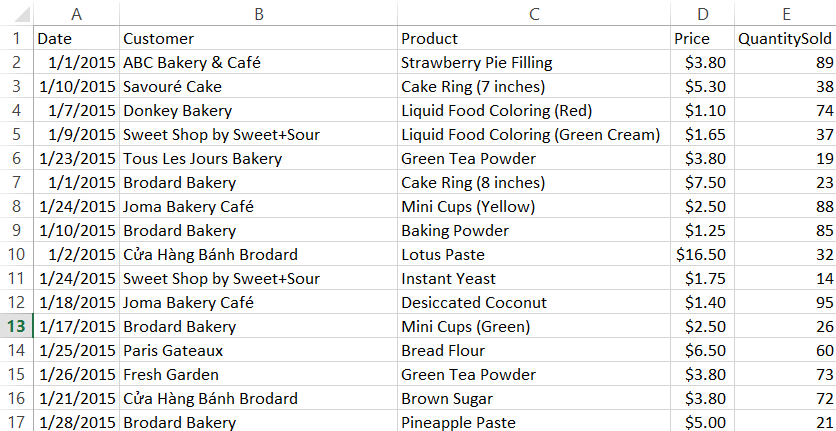 A B C D E
1 Date Customer Product Price QuantitySold
2 1/1/2015 ABC Bakery & Café Strawberry Pie Filling $3.80 89
3 1/10/2015 Savouré Cake Cake Ring (7 inches) $5.30 38
4 1/7/2015 Donkey Bakery Liquid Food Coloring (Red) $1.10 74
5 1/9/2015 Sweet Shop by Sweet+Sour Liquid Food Coloring (Green Cream) $1.65 37
6 1/23/2015 Tous Les Jours Bakery Green Tea Powder $3.80 19
7 1/1/2015 Brodard Bakery Cake Ring (8 inches) $7.50 23
8 1/24/2015 Joma Bakery Café Mini Cups (Yellow) $2.50 88
9 1/10/2015 Brodard Bakery Baking Powder $1.25 85
10 1/2/2015 Cửa Hàng Bánh Brodard Lotus Paste $16.50 32
11 1/24/2015 Sweet Shop by Sweet+Sour Instant Yeast $1.75 14
12 1/18/2015 Joma Bakery Café Desiccated Coconut $1.40 95
13 1/17/2015 Brodard Bakery Mini Cups (Green) $2.50 26
14 1/25/2015 Paris Gateaux Bread Flour $6.50 60
15 1/26/2015 Fresh Garden Green Tea Powder $3.80 73
16 1/21/2015 Cửa Hàng Bánh Brodard Brown Sugar $3.80 72
17 1/28/2015 Brodard Bakery Pineapple Paste $5.00 21